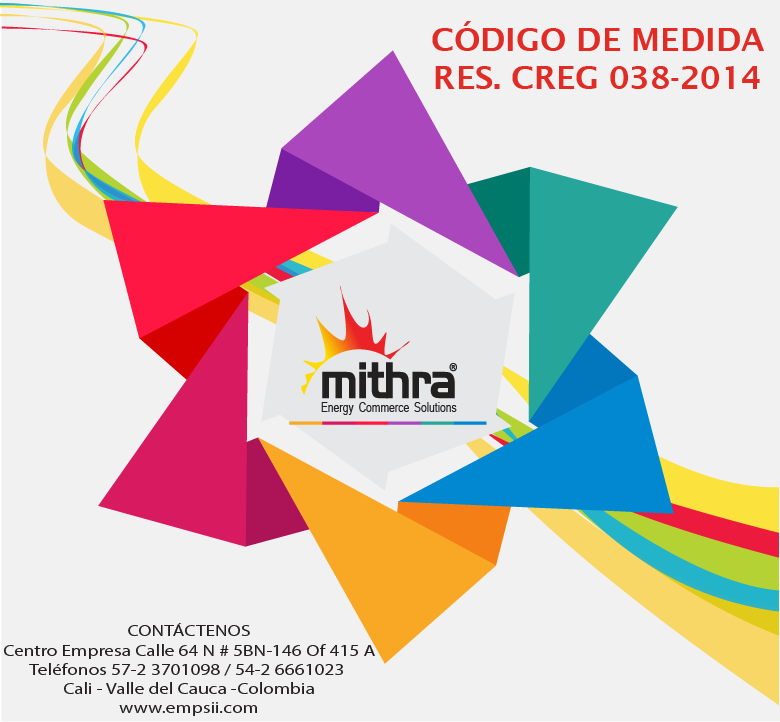 CÓDIGO DE MEDIDA
RES. CREG 038-2014
mithra®
Energy Commerce Solutions
CONTÁCTENOS
Centro Empresa Calle 64 N # 5BN-146 Of 415 A
Teléfonos 57-2 3701098 / 54-2 6661023
Cali - Valle del Cauca -Colombia
www.empsii.com